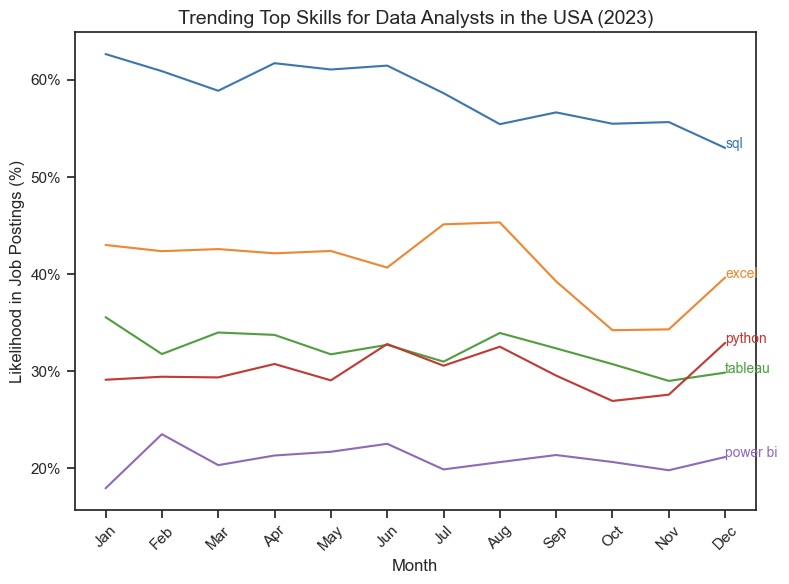 Trending Top Skills for Data Analysts in the USA (2023)
Likelihood in Job Postings (%)
60%
50%
40%
30%
20%
sql
excel
python
tableau
power bi
Jan
Feb
Mar
Apr
May
Jun
Jul
Aug
Sep
Oct
Nov
Dec
Month